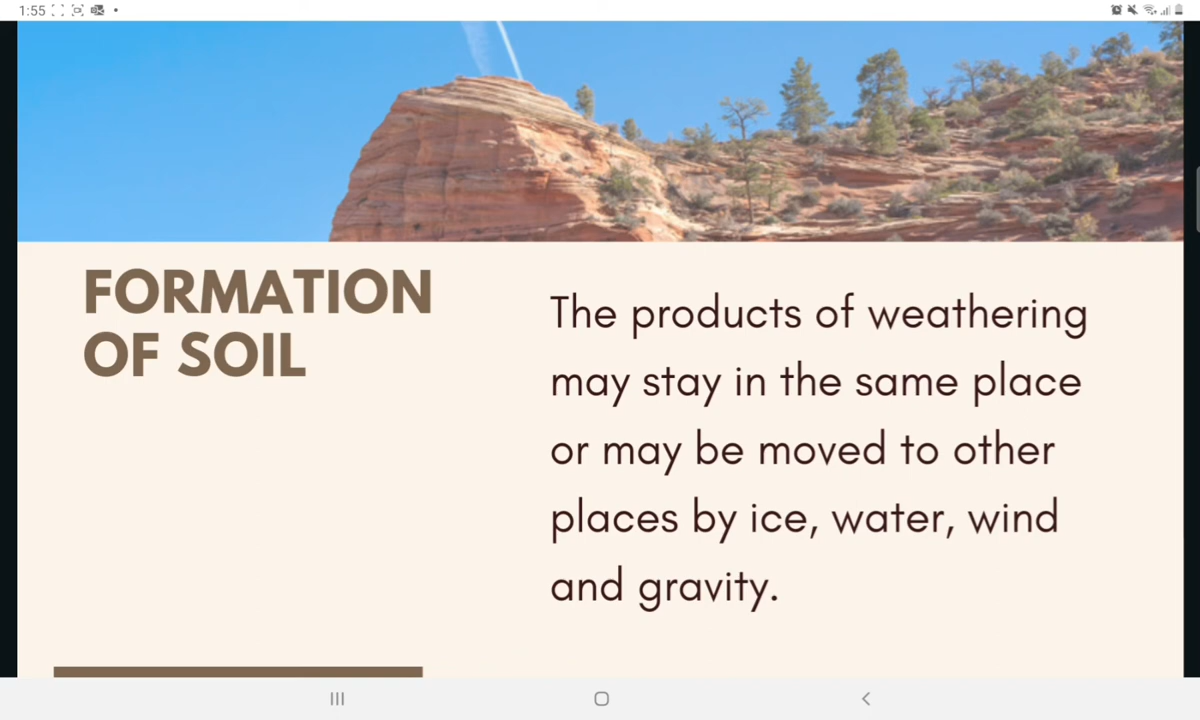 1:55
FORMATION
OF SOIL
The products of weathering
may stay in the same place
or may be moved to other
places by ice, water, wind
and gravity.